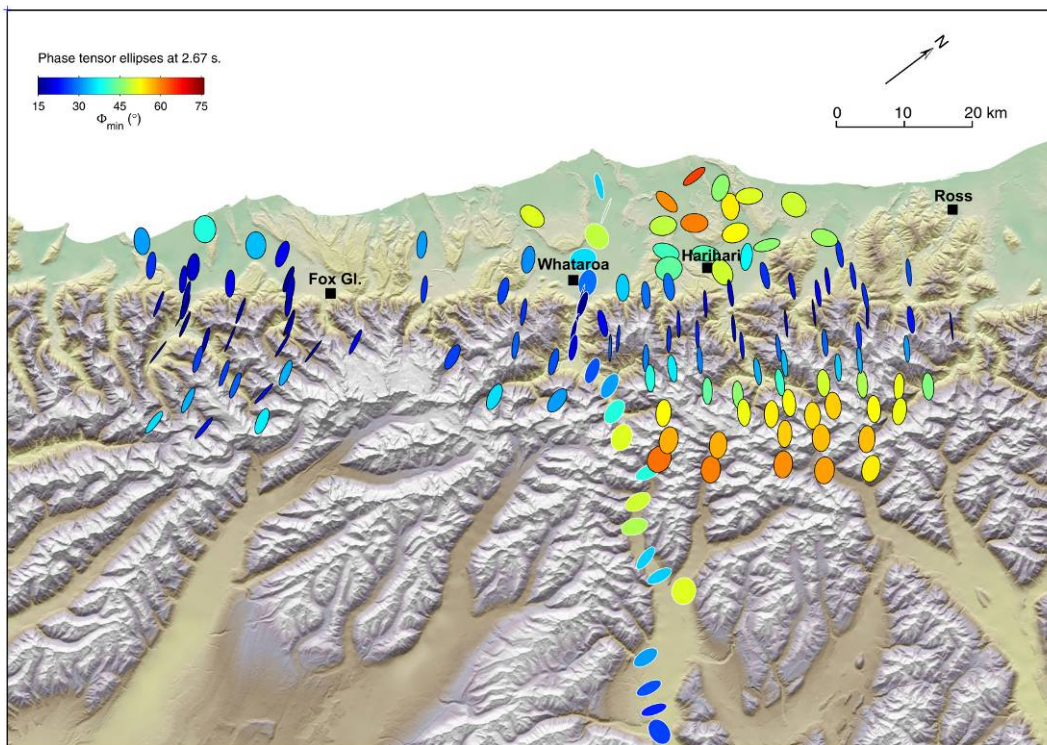 Phase tensor ellipses at 2.67 s.
15 30 45 60 75
Φmin (°)
N
0 10 20 km
Ross
Harihari
Whataroa
Fox Gl.